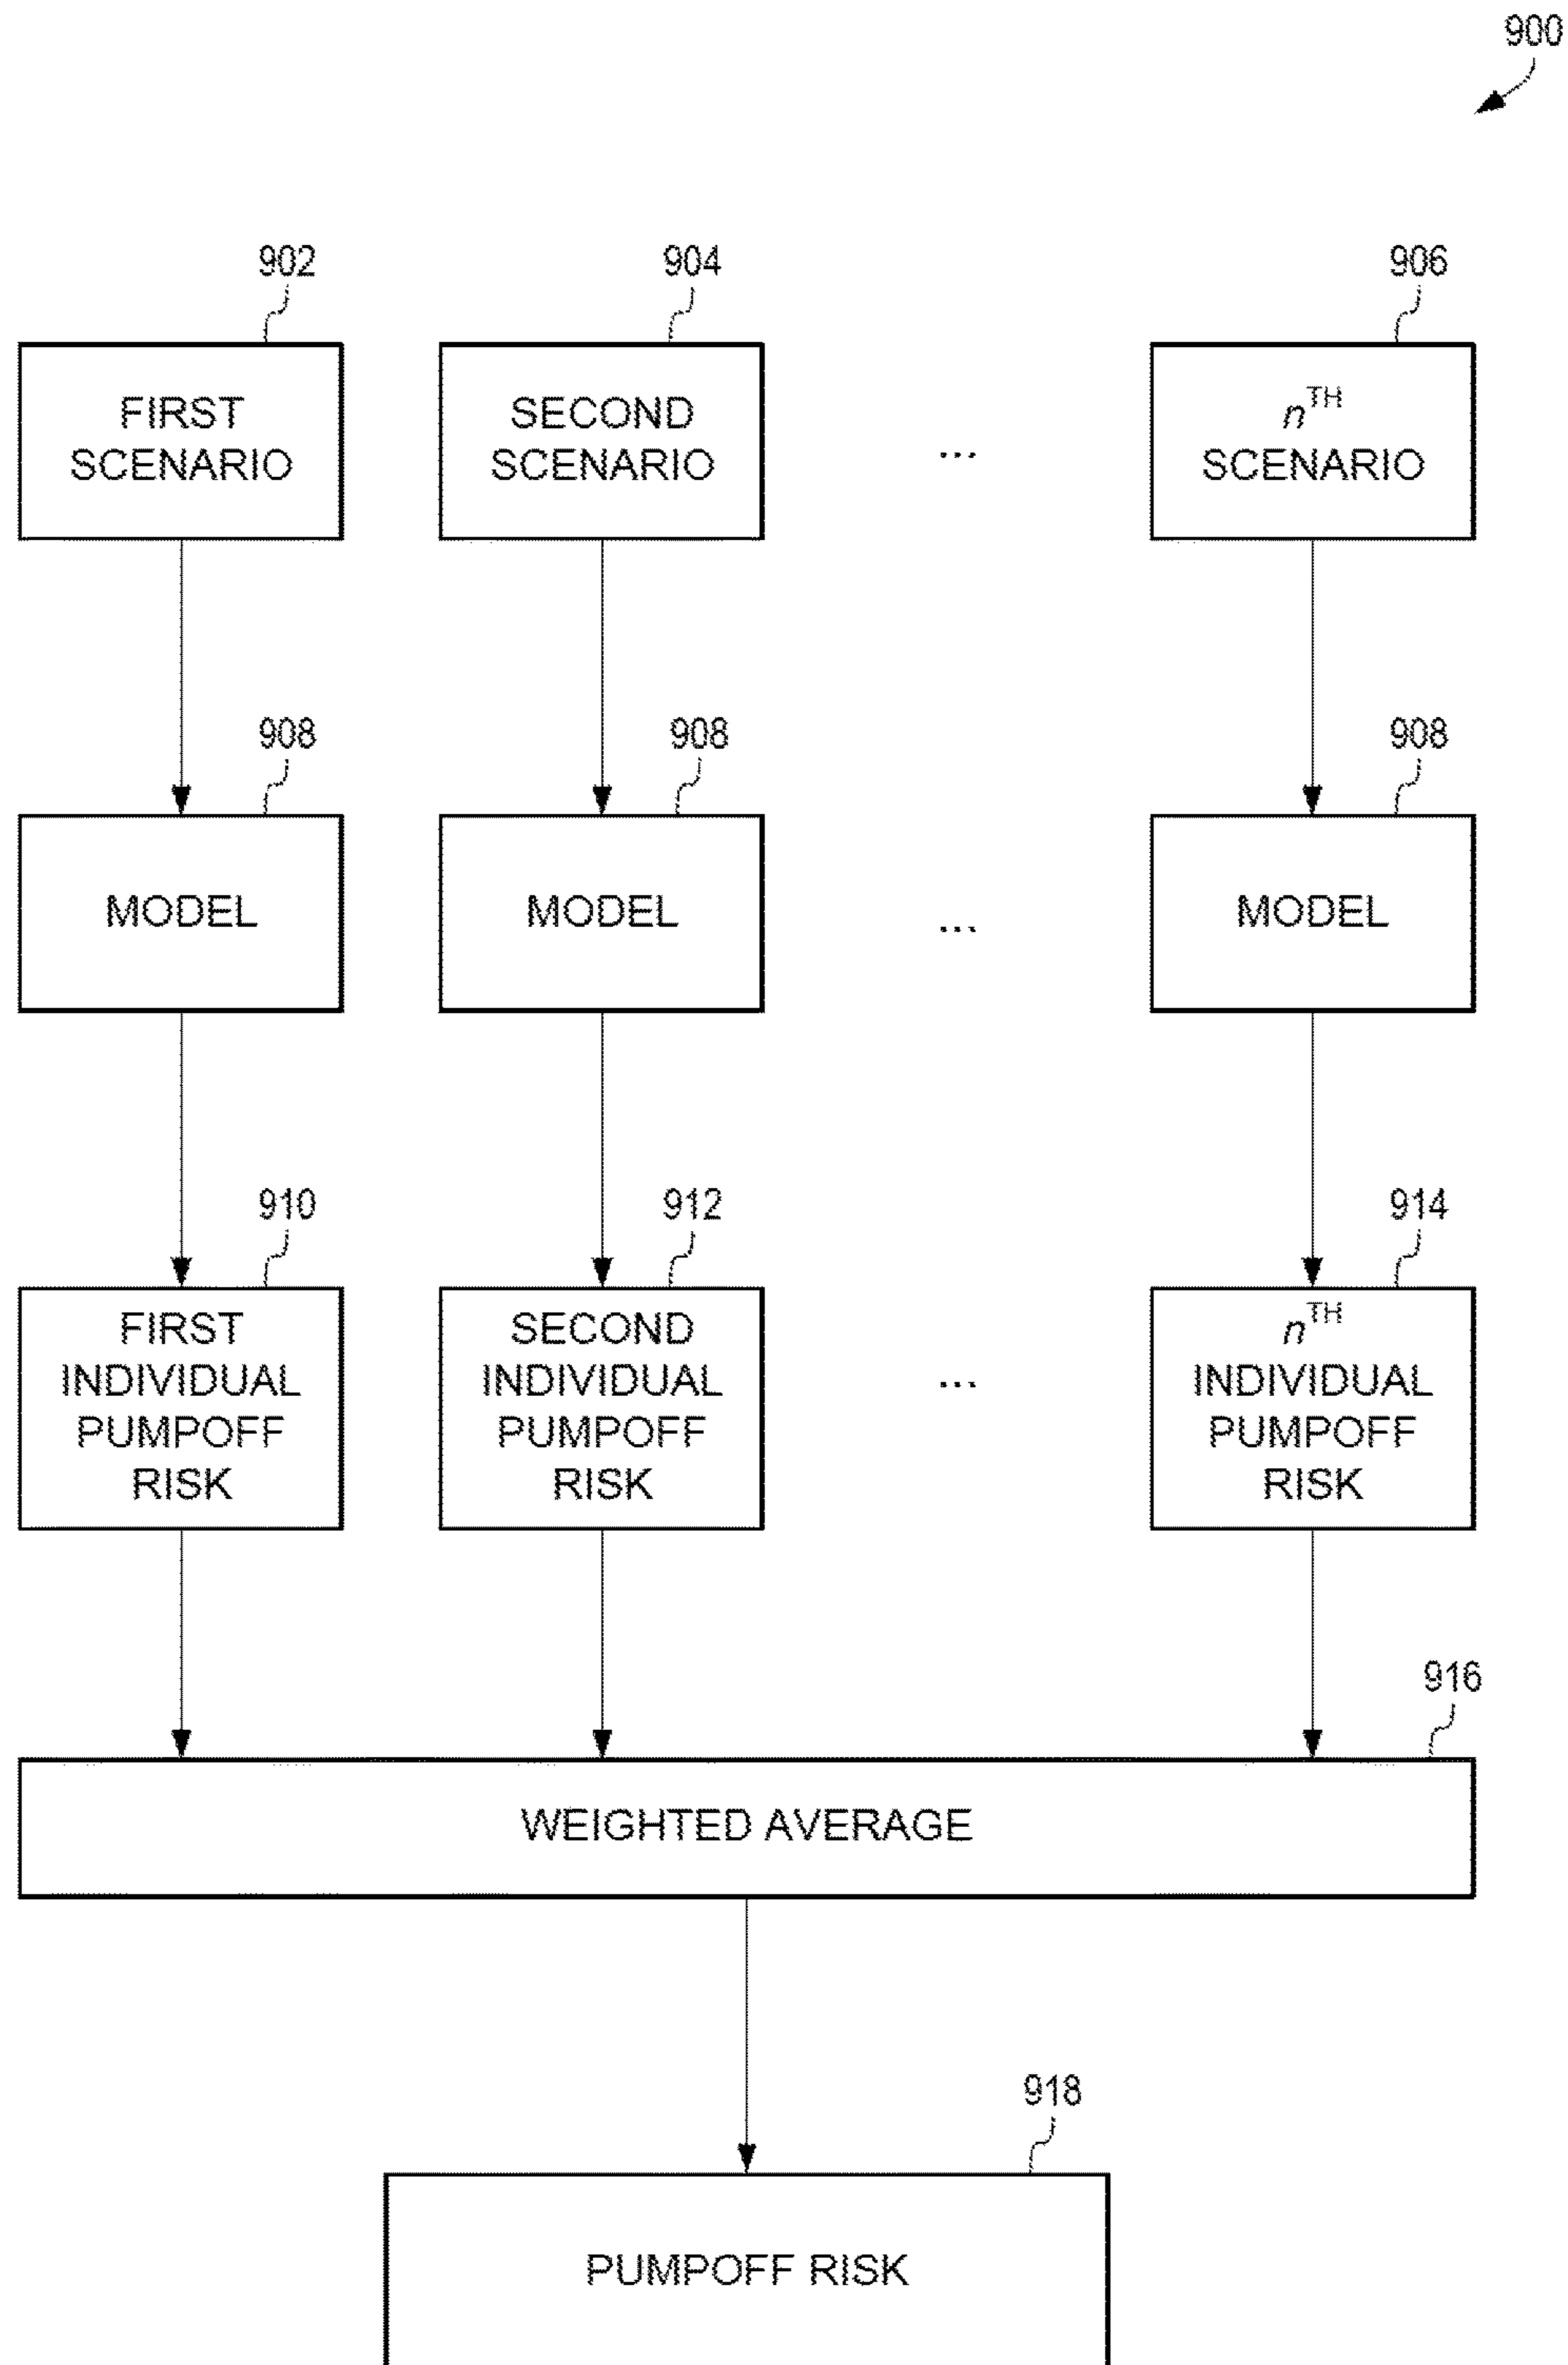 900
902
904
906
FIRST
SCENARIO
SECOND
SCENARIO
...
nTH
SCENARIO
908
908
908
MODEL
MODEL
...
MODEL
910
912
914
FIRST
INDIVIDUAL
PUMPOFF
RISK
SECOND
INDIVIDUAL
PUMPOFF
RISK
...
nTH
INDIVIDUAL
PUMPOFF
RISK
916
WEIGHTED AVERAGE
918
PUMPOFF RISK